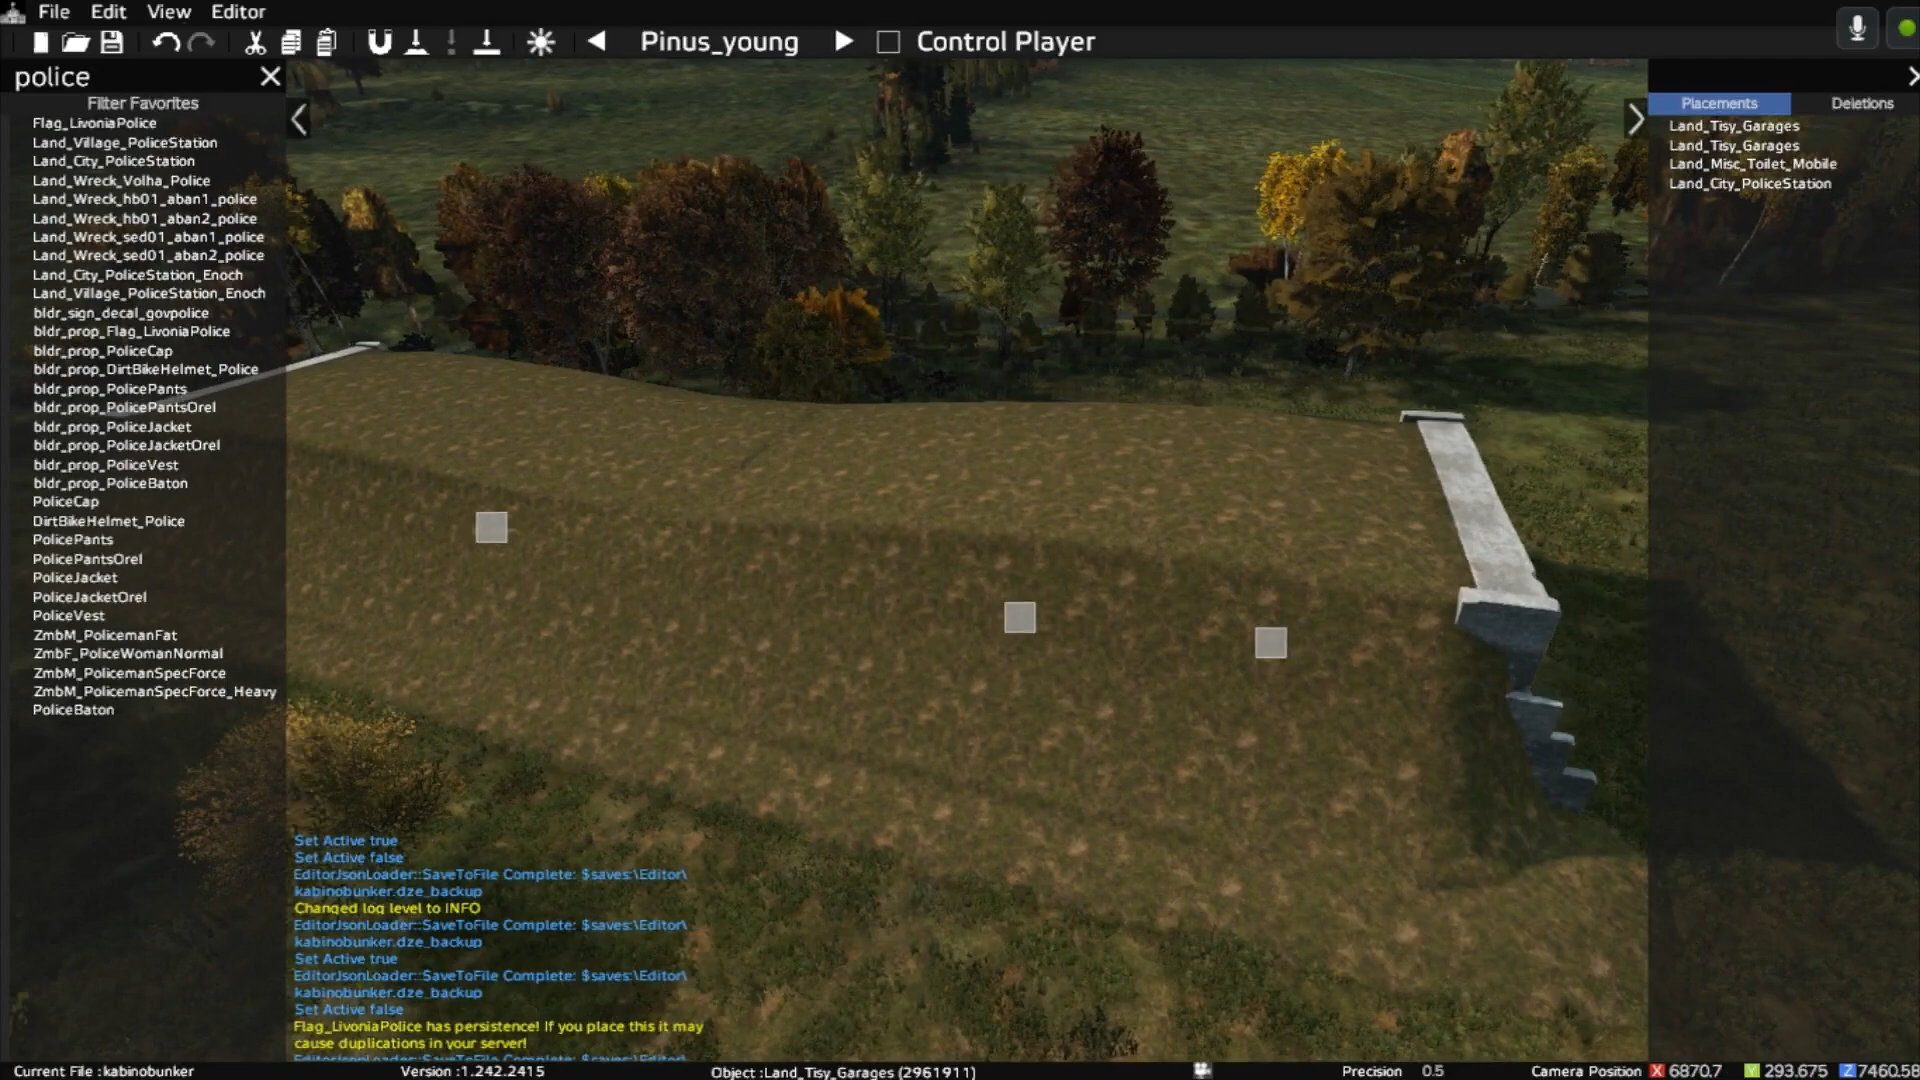 File Edit View Editor
Pinus_young Control Player
police
Filter Favorites
Flag_LivoniaPolice
Land_Village_PoliceStation
Land_City_PoliceStation
Land_Wreck_Volha_Police
Land_Wreck_hb01_aban1_police
Land_Wreck_hb01_aban2_police
Land_Wreck_sed01_aban1_police
Land_Wreck_sed01_aban2_police
Land_City_PoliceStation_Enoch
Land_Village_PoliceStation_Enoch
bldr_sign_decal_govpolice
bldr_prop_Flag_LivoniaPolice
bldr_prop_PoliceCap
bldr_prop_DirtBikeHelmet_Police
bldr_prop_PolicePants
bldr_prop_PolicePantsOrel
bldr_prop_PoliceJacket
bldr_prop_PoliceJacketOrel
bldr_prop_PoliceVest
bldr_prop_PoliceBaton
PoliceCap
DirtBikeHelmet_Police
PolicePants
PolicePantsOrel
PoliceJacket
PoliceJacketOrel
PoliceVest
ZmbM_PolicemanFat
ZmbF_PoliceWomanNormal
ZmbM_PolicemanSpecForce
ZmbM_PolicemanSpecForce_Heavy
PoliceBaton
Placements Deletions
Land_Tisy_Garages
Land_Tisy_Garages
Land_Misc_Toilet_Mobile
Land_City_PoliceStation
Set Active true
Set Active false
EditorJsonLoader::SaveToFile Complete: $saves:\Editor\
kabinobunker.dze_backup
Changed log level to INFO
EditorJsonLoader::SaveToFile Complete: $saves:\Editor\
kabinobunker.dze_backup
Set Active true
EditorJsonLoader::SaveToFile Complete: $saves:\Editor\
kabinobunker.dze_backup
Set Active false
Flag_LivoniaPolice has persistence! If you place this it may
cause duplications in your server!
EditorJsonLoader::SaveToFile Complete: $saves:\Editor\
Current File :kabinobunker Version :1.242.2415 Object :Land_Tisy_Garages (2961911) Precision 0.5 Camera Position X 6870.7 Y 293.675 Z 7460.58